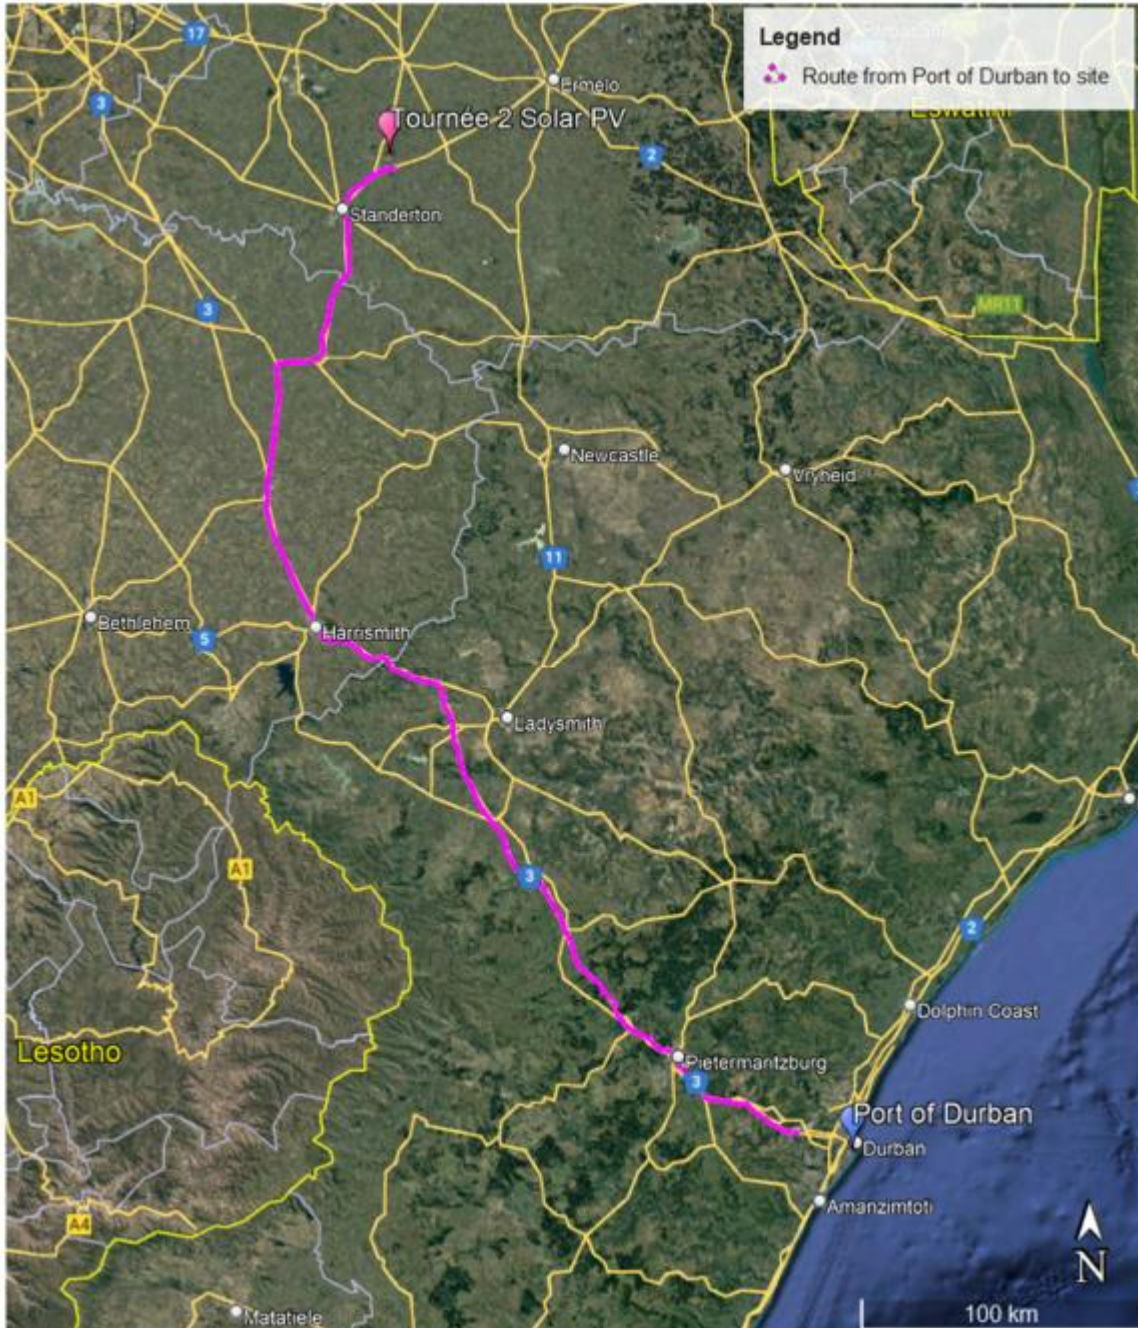 Legend
Route from Port of Durban to site
17
3
Ermelo
Tournée 2 Solar PV
Eswatini
2
Standerton
3
MR11
Newcastle
Vryheid
11
Bethlehem
5
Harrismith
Ladysmith
A1
A1
3
2
Dolphin Coast
Lesotho
Pietermaritzburg
3
Port of Durban
Durban
Amanzimtoti
A4
N
Matatiele
100 km